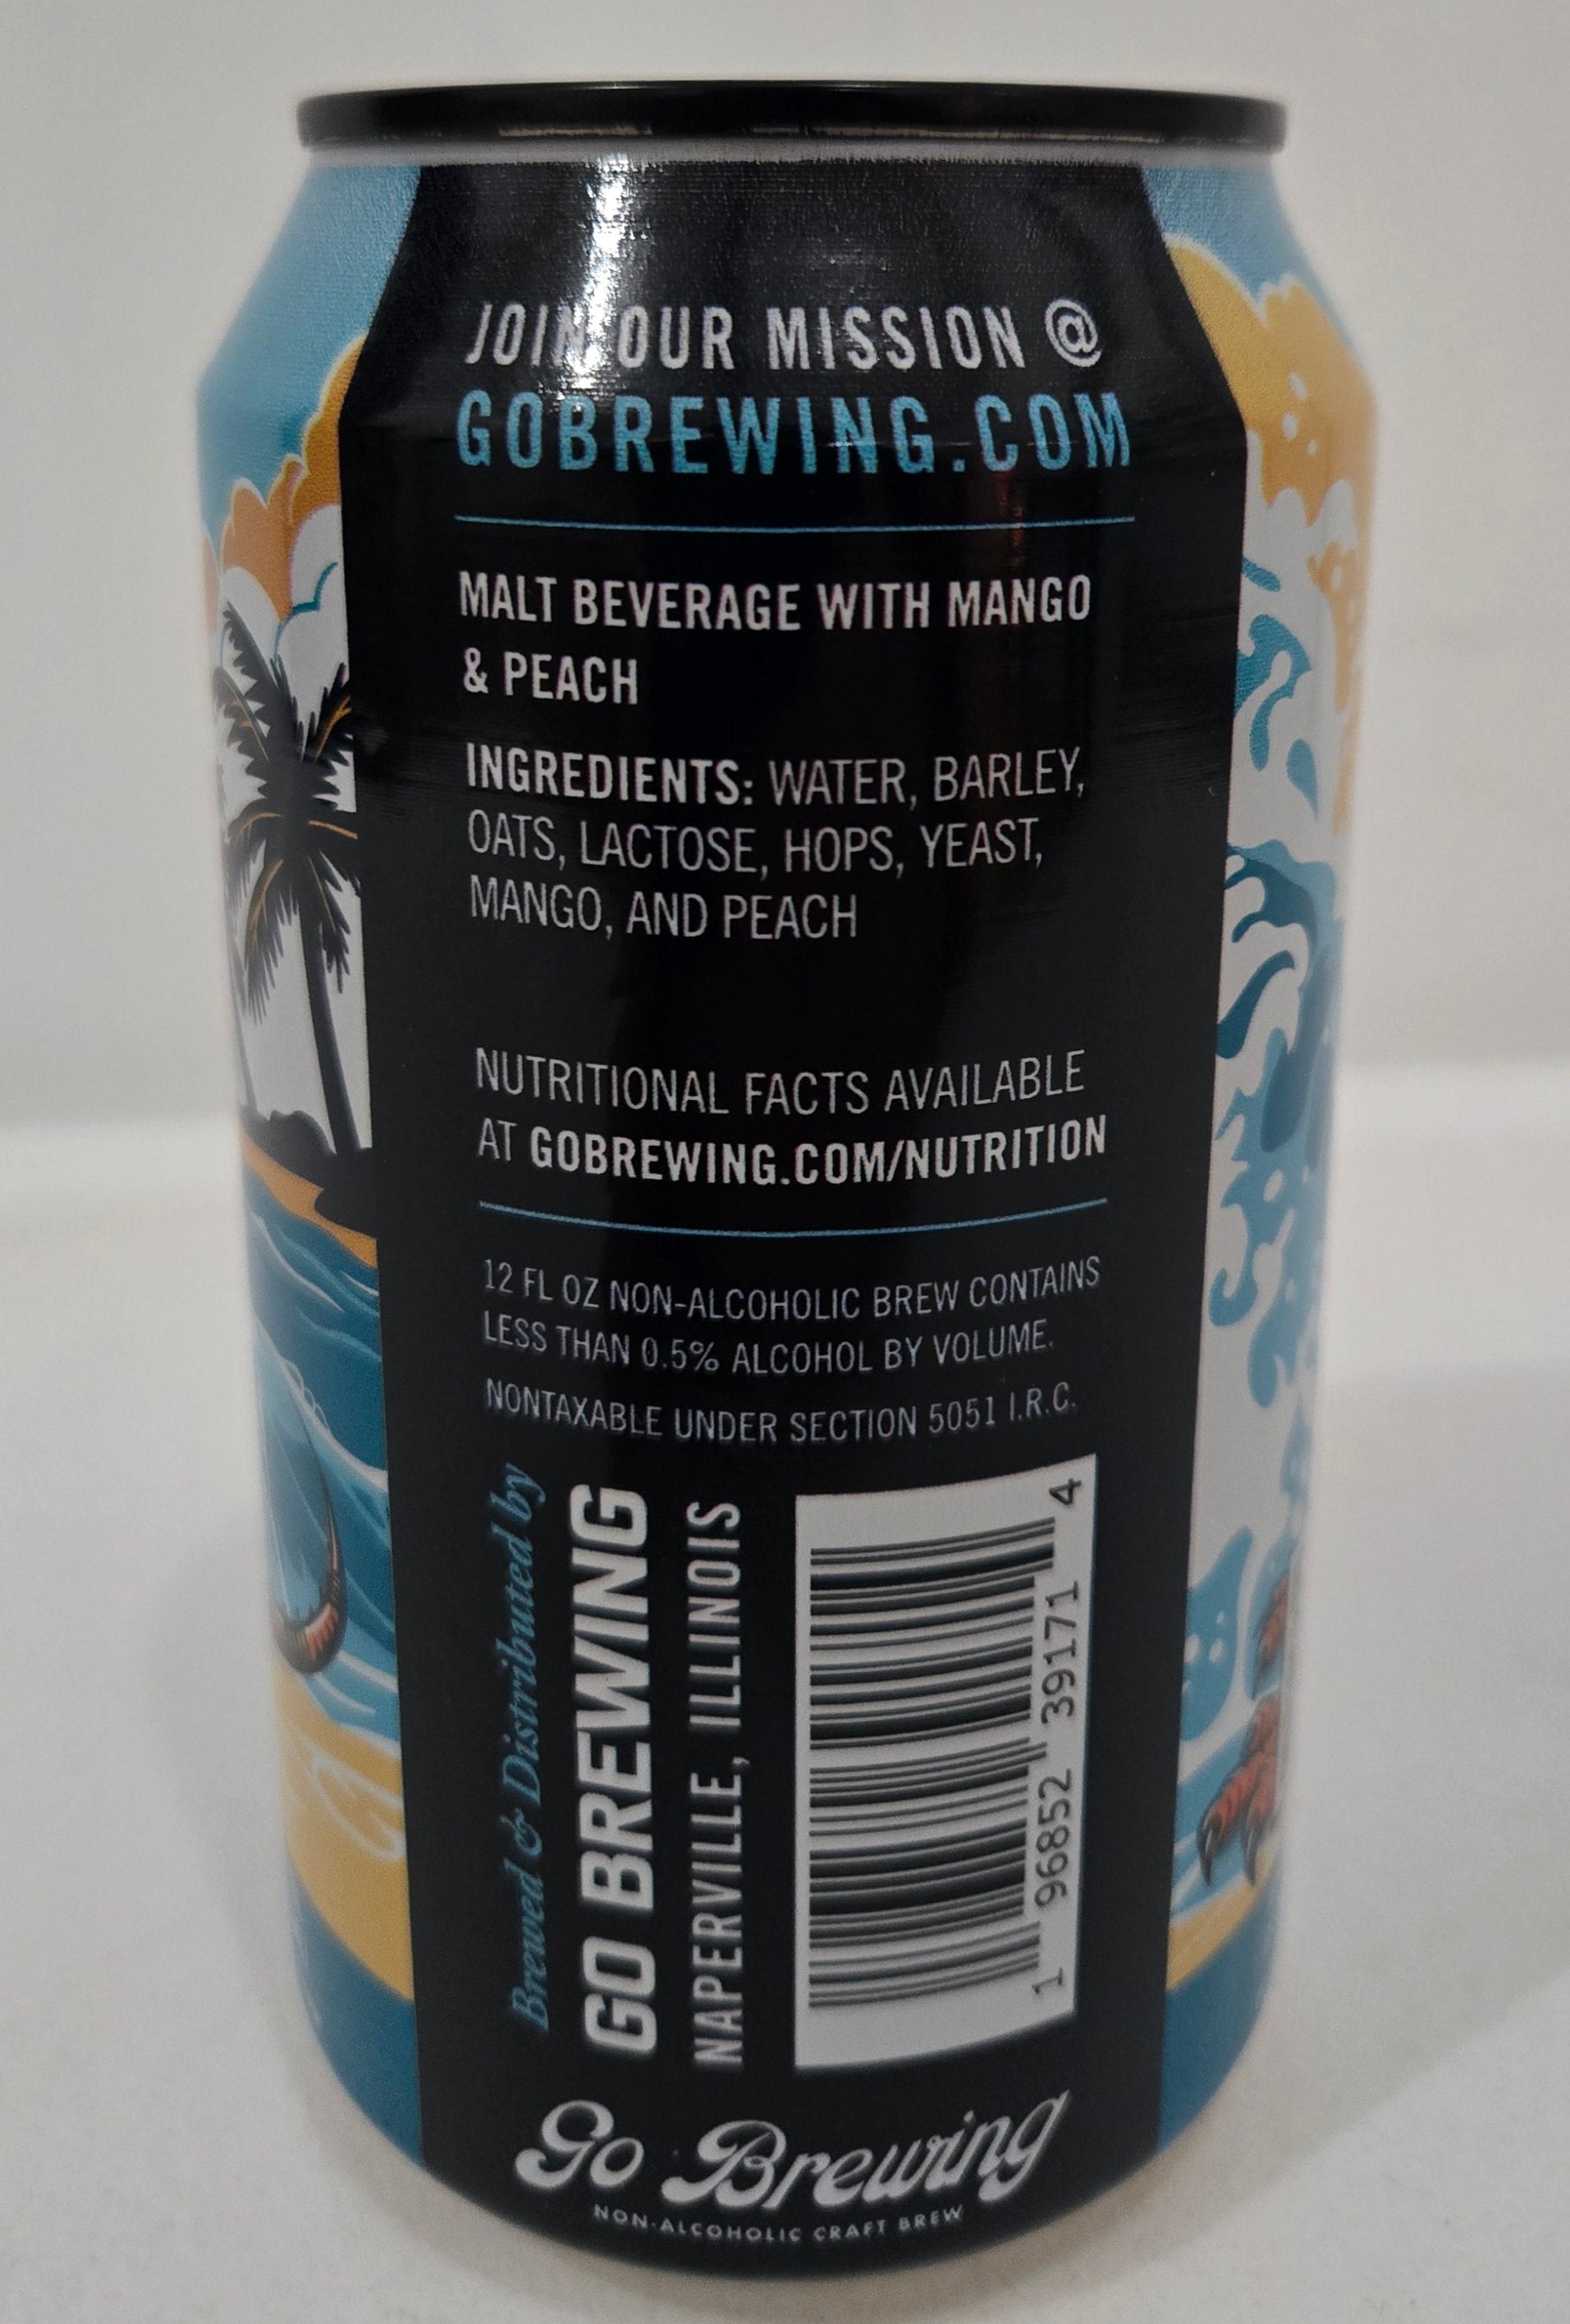 JOIN OUR MISSION @
GOBREWING.COM
MALT BEVERAGE WITH MANGO
& PEACH
INGREDIENTS: WATER, BARLEY,
OATS, LACTOSE, HOPS, YEAST,
MANGO, AND PEACH
NUTRITIONAL FACTS AVAILABLE
AT GOBREWING.COM/NUTRITION
12 FL OZ NON-ALCOHOLIC BREW CONTAINS
LESS THAN 0.5% ALCOHOL BY VOLUME.
NONTAXABLE UNDER SECTION 5051 I.R.C.
Brewed & Distributed by
GO BREWING
NAPERVILLE, ILLINOIS
1 96852 39171 4
Go Brewing
NON-ALCOHOLIC CRAFT BREW